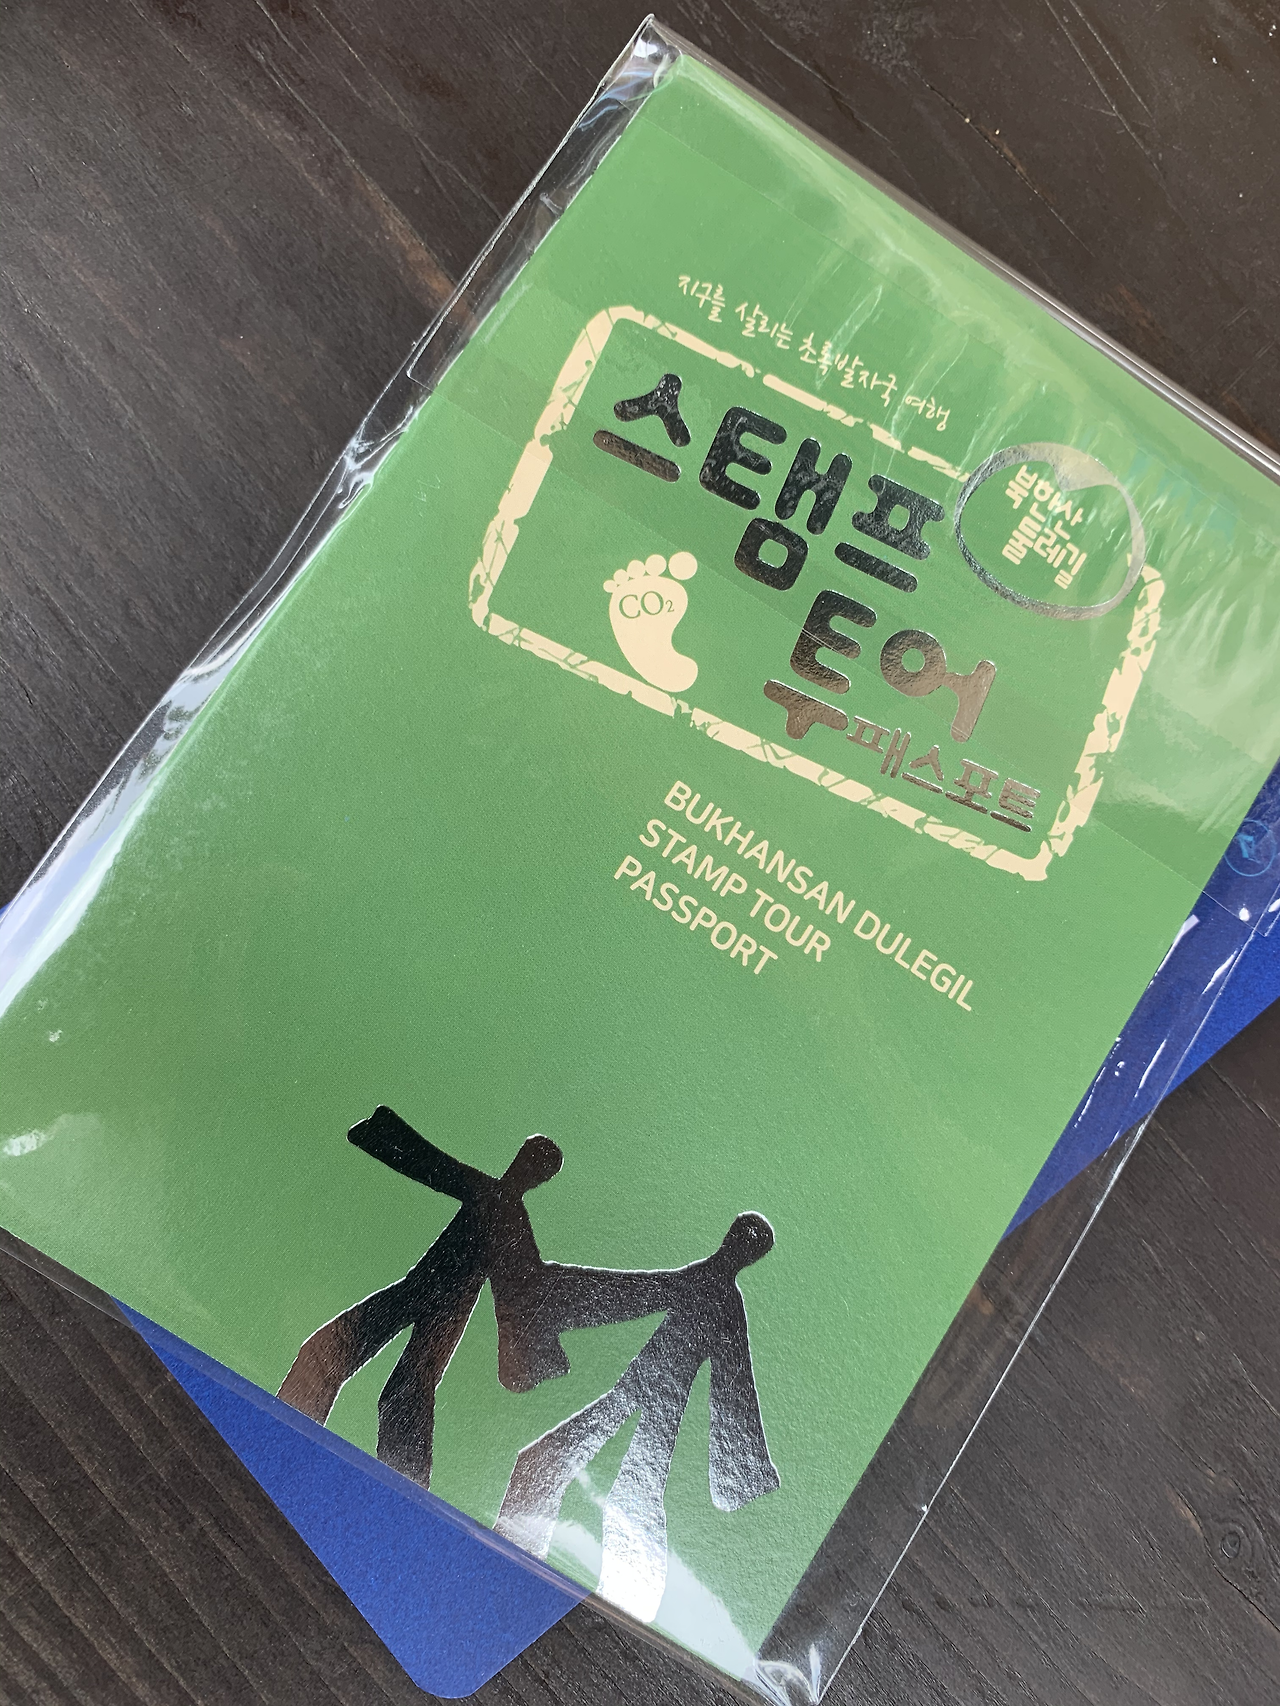 지구를 살리는 초록발자국 여행
스탬프
북한산
둘레길
CO2
투어
패스포트
BUKHANSAN DULEGIL
STAMP TOUR
PASSPORT